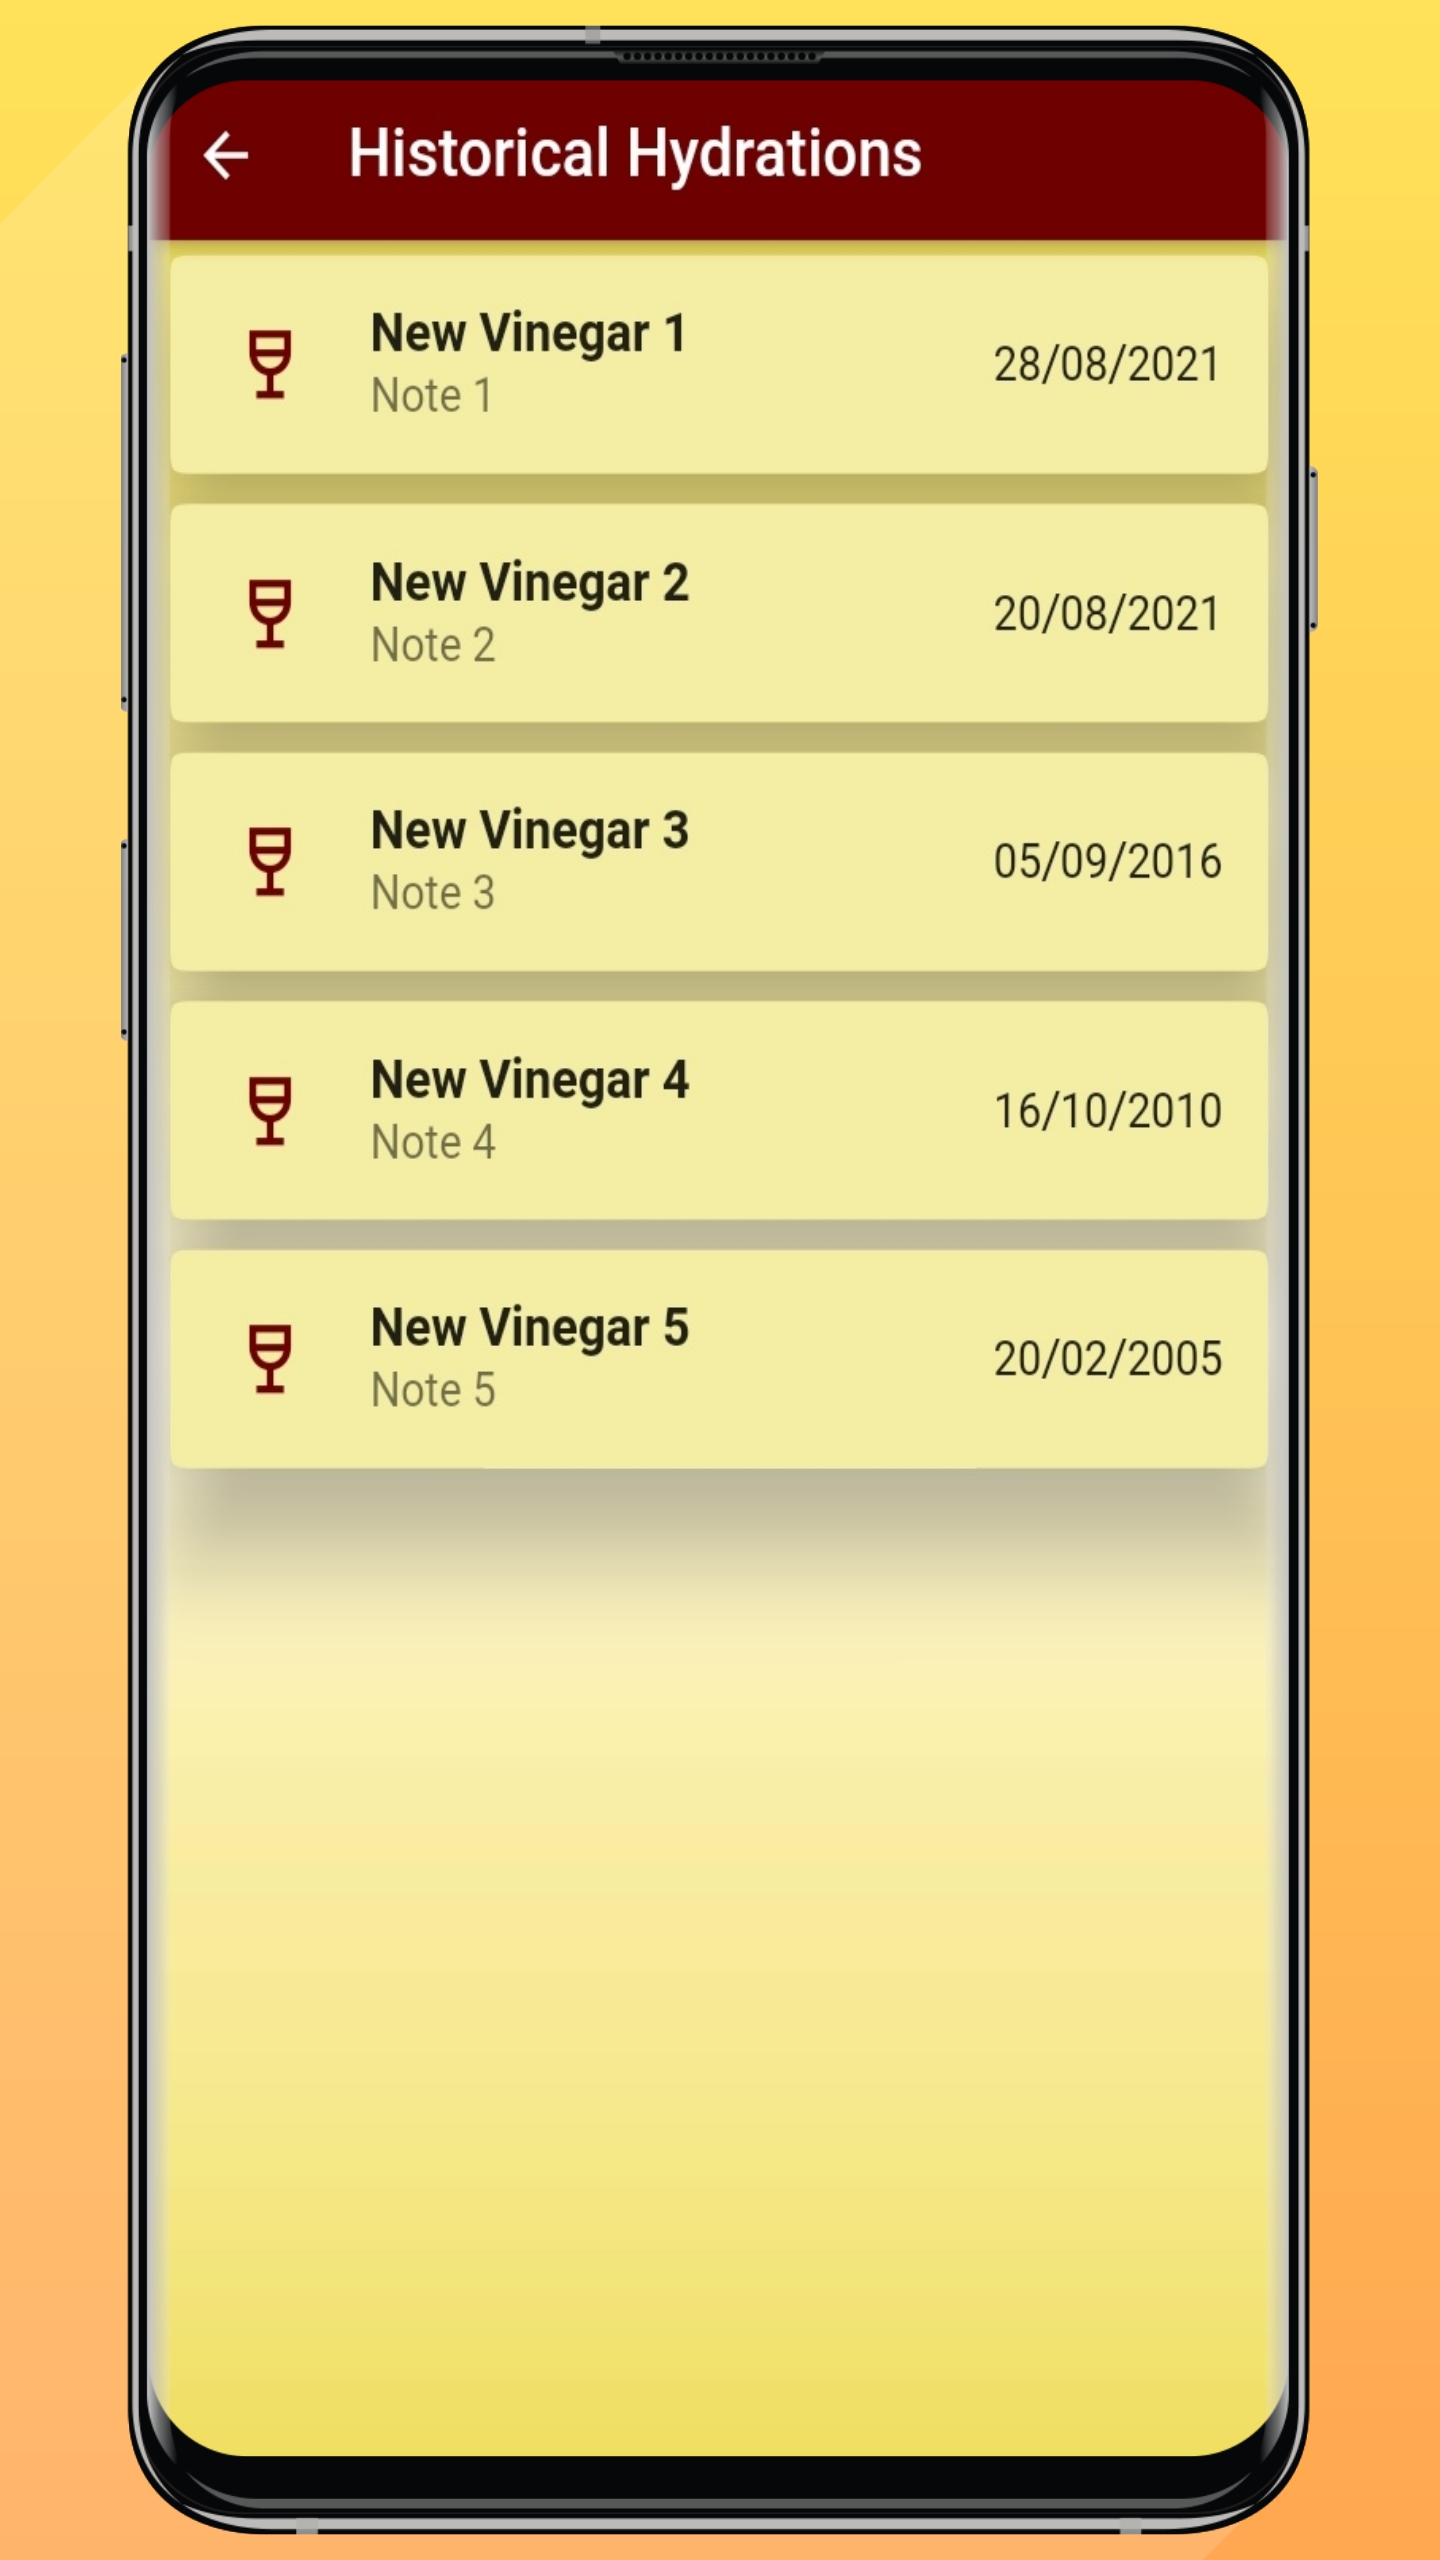 Historical Hydrations
New Vinegar 1
Note 1
28/08/2021
New Vinegar 2
Note 2
20/08/2021
New Vinegar 3
Note 3
05/09/2016
New Vinegar 4
Note 4
16/10/2010
New Vinegar 5
Note 5
20/02/2005